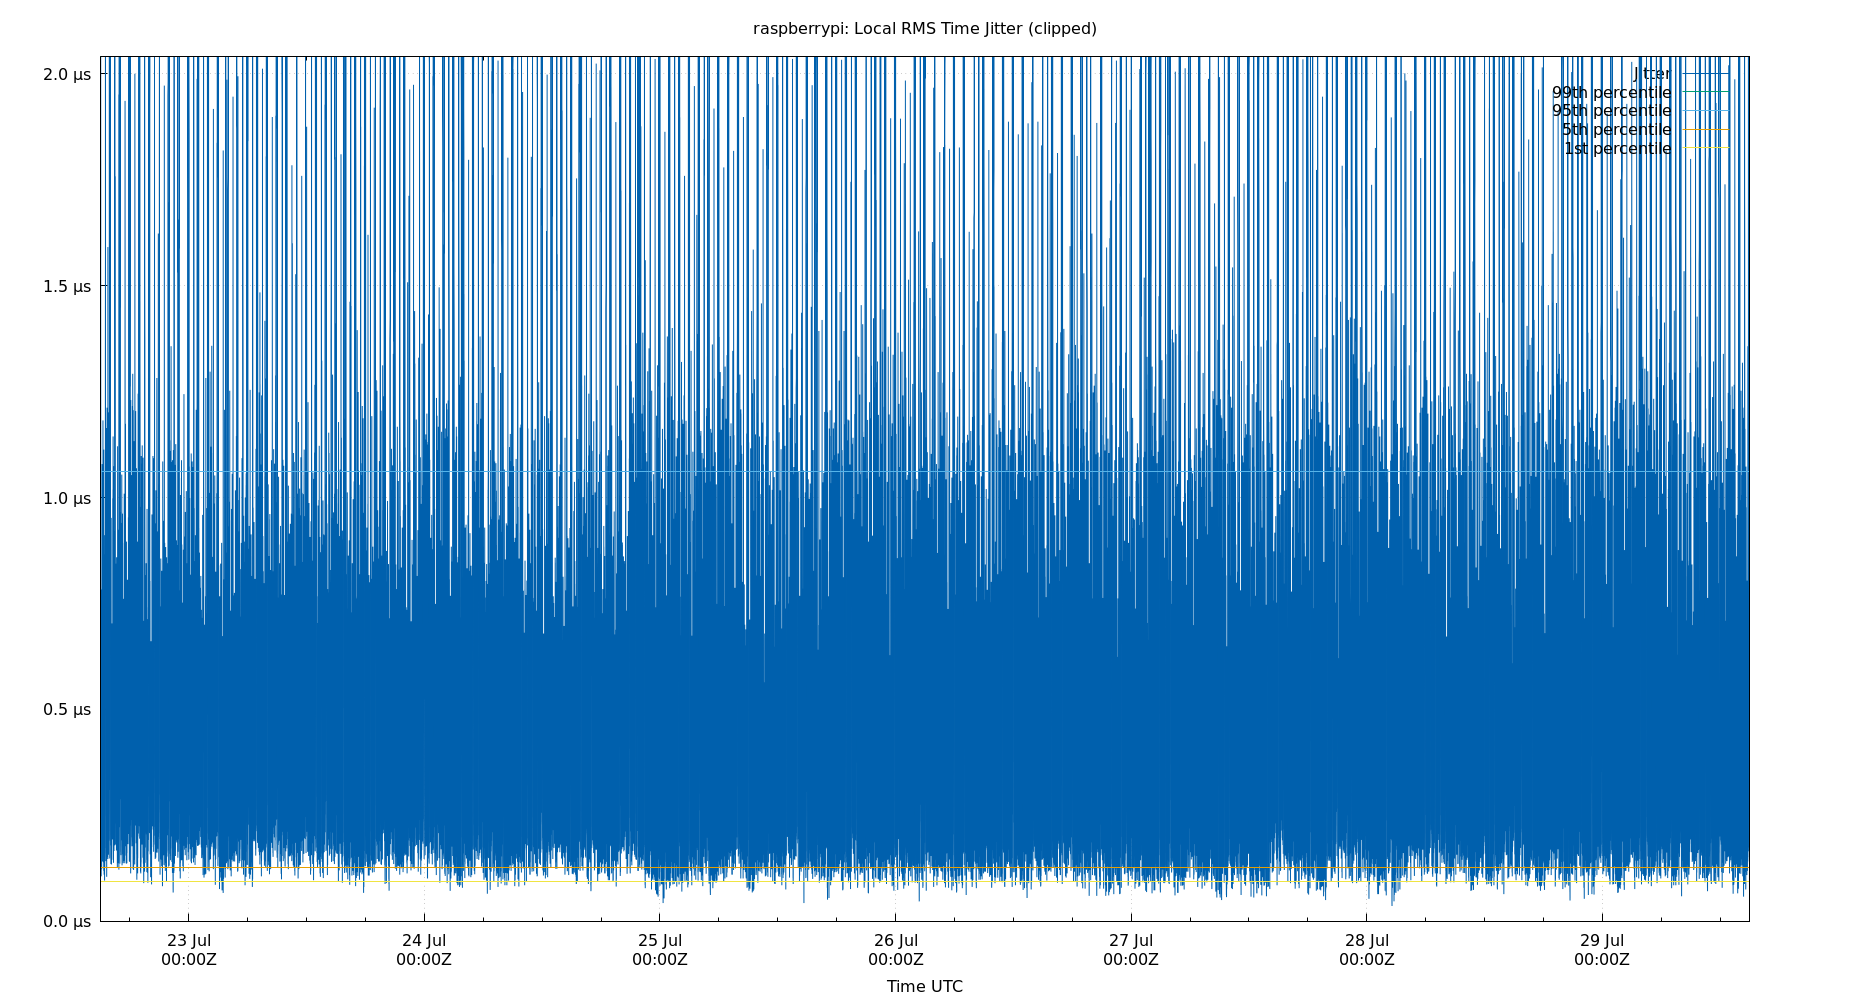 raspberrypi: Local RMS Time Jitter (clipped)
2.0 μs
1.5 μs
1.0 μs
0.5 μs
0.0 μs
Jitter
99th percentile
95th percentile
5th percentile
1st percentile
23 Jul 24 Jul 25 Jul 26 Jul 27 Jul 28 Jul 29 Jul
00:00Z 00:00Z 00:00Z 00:00Z 00:00Z 00:00Z 00:00Z
Time UTC